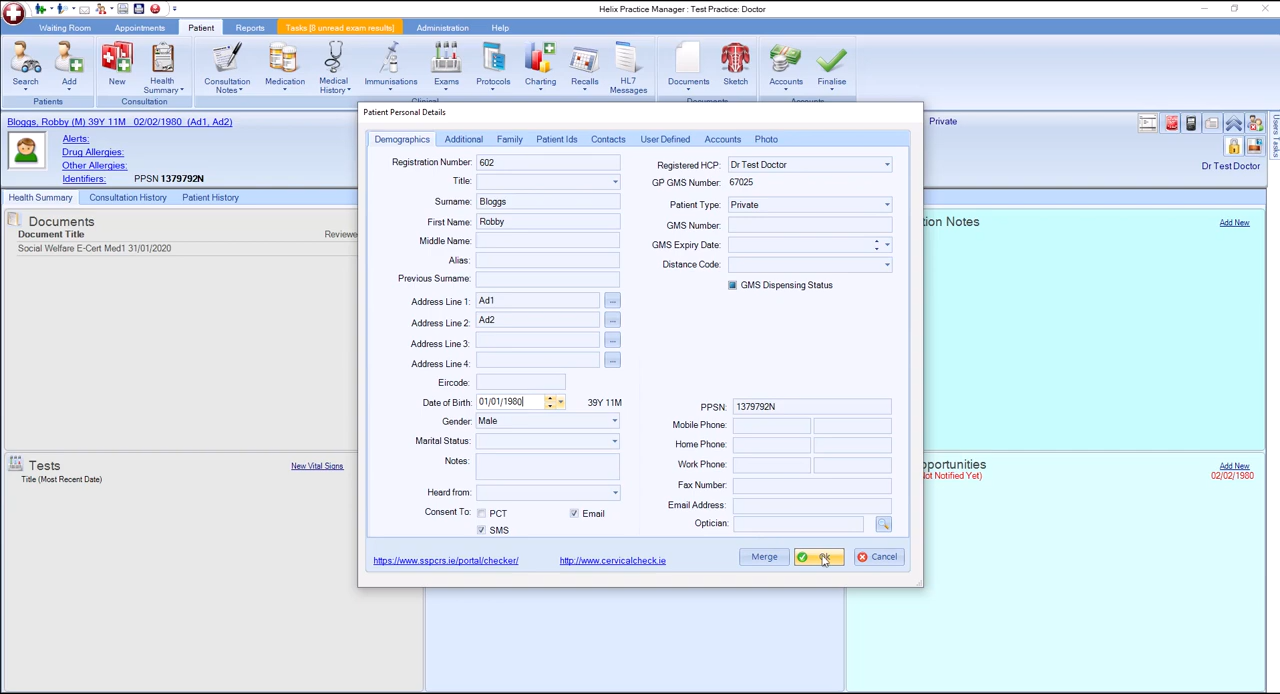 Helix Practice Manager : Test Practice: Doctor
Waiting Room Appointments Patient Reports Tasks [8 unread exam results] Administration Help
Search Add New Health Summary Consultation Notes Medication Medical History Immunisations Exams Protocols Charting Recalls HL7 Messages Documents Sketch Accounts Finalise
Patients Consultation Clinical Documents Accounts
Bloggs, Robby (M) 39Y 11M 02/02/1980 (Ad1, Ad2)
Private
Alerts:
Drug Allergies:
Other Allergies:
Identifiers: PPSN 1379792N
Dr Test Doctor
Users Tasks
Health Summary Consultation History Patient History
Documents
Document Title Reviewe
Social Welfare E-Cert Med1 31/01/2020
Tests New Vital Signs
Title (Most Recent Date)
ion Notes Add New
pportunities Add New
ot Notified Yet) 02/02/1980
Patient Personal Details
Demographics Additional Family Patient Ids Contacts User Defined Accounts Photo
Registration Number: 602
Title:
Surname: Bloggs
First Name: Robby
Middle Name:
Alias:
Previous Surname:
Address Line 1: Ad1 ...
Address Line 2: Ad2 ...
Address Line 3: ...
Address Line 4: ...
Eircode:
Date of Birth: 01/01/1980 39Y 11M
Gender: Male
Marital Status:
Notes:
Heard from:
Consent To: PCT Email
SMS
Registered HCP: Dr Test Doctor
GP GMS Number: 67025
Patient Type: Private
GMS Number:
GMS Expiry Date:
Distance Code:
GMS Dispensing Status
PPSN: 1379792N
Mobile Phone:
Home Phone:
Work Phone:
Fax Number:
Email Address:
Optician:
https://www.sspcrs.ie/portal/checker/ http://www.cervicalcheck.ie Merge Ok Cancel